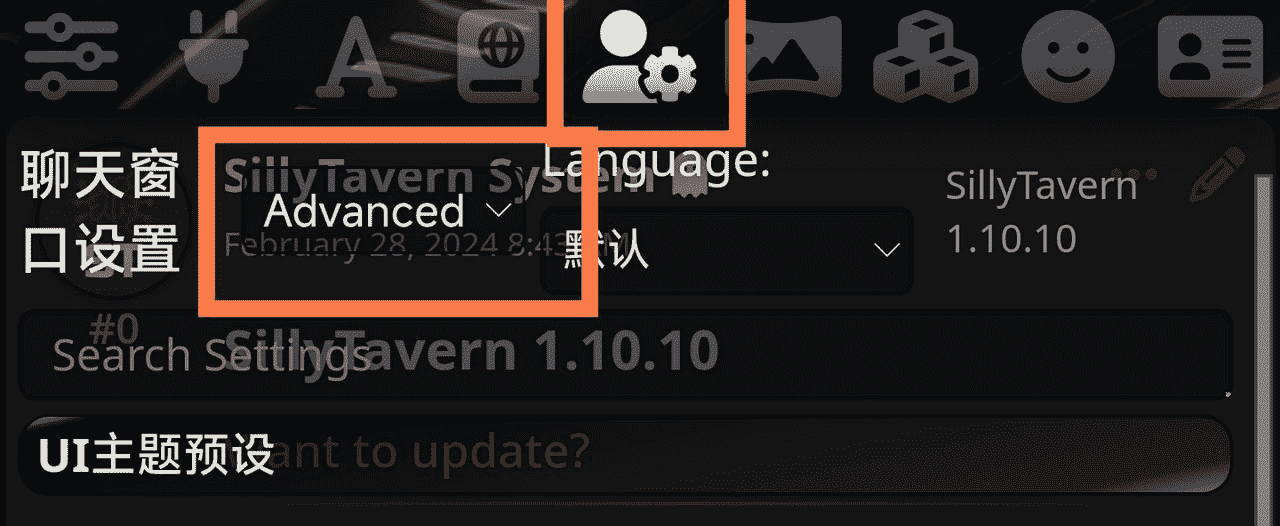 聊天窗
口设置
SillyTavern System
Advanced
February 28, 2024 8:43
Language:
默认
SillyTavern
1.10.10
#0
Search Settings
SillyTavern 1.10.10
UI主题预设
Want to update?